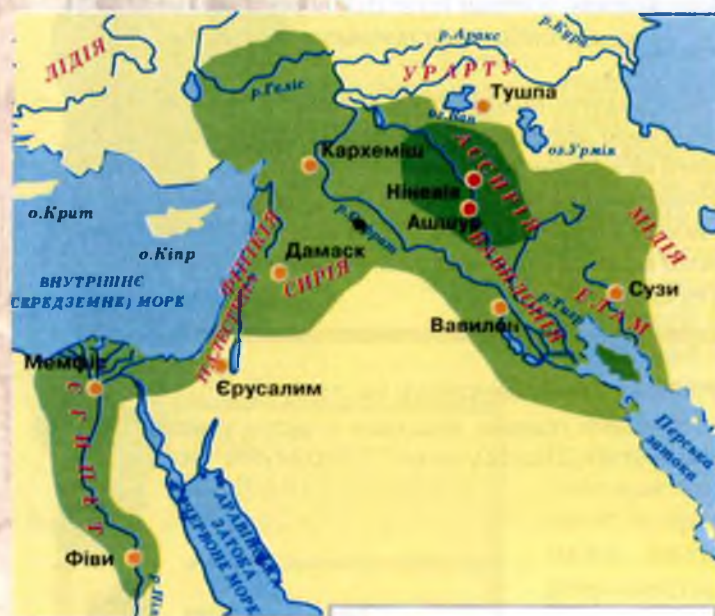 ЛІДІЯ
р.Галіс
р.Аракс
р.Кура
УРАРТУ
Тушпа
оз.Ван
оз.Урмія
Кархеміш
АССИРІЯ
Ніневія
Ашшур
р.Єфрат
МІДІЯ
о.Крит
о.Кіпр
ВНУТРІШНЄ
(СЕРЕДЗЕМНЕ) МОРЕ
ФІНІКІЯ
Дамаск
СИРІЯ
ВАВИЛОНІЯ
р.Тигр
ЕЛАМ
Сузи
Вавилон
ПАЛЕСТИНА
Мемфіс
Єрусалим
ЄГИПЕТ
Перська
затока
АРАВІЙСЬКА
ЗАТОКА
ЧЕРВОНЕ МОРЕ
Фіви
р.Ніл